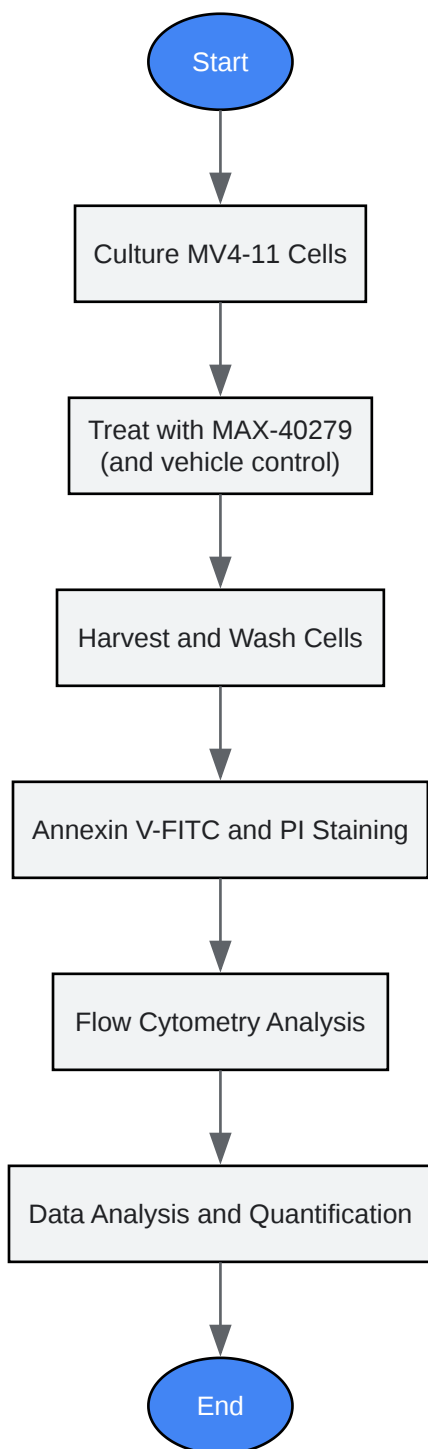 Start
Culture MV4-11 Cells
Treat with MAX-40279
(and vehicle control)
Harvest and Wash Cells
Annexin V-FITC and PI Staining
Flow Cytometry Analysis
Data Analysis and Quantification
End